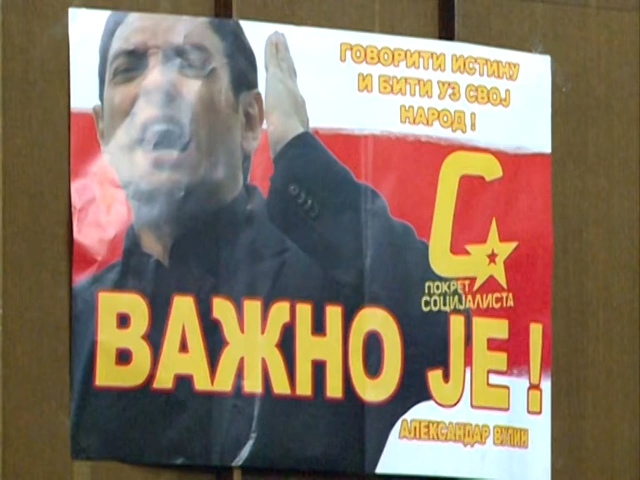 ГОВОРИТИ ИСТИНУ
И БИТИ УЗ СВОЈ
НАРОД !
С
ПОКРЕТ
СОЦИЈАЛИСТА
ВАЖНО ЈЕ !
АЛЕКСАНДАР ВУЛИН